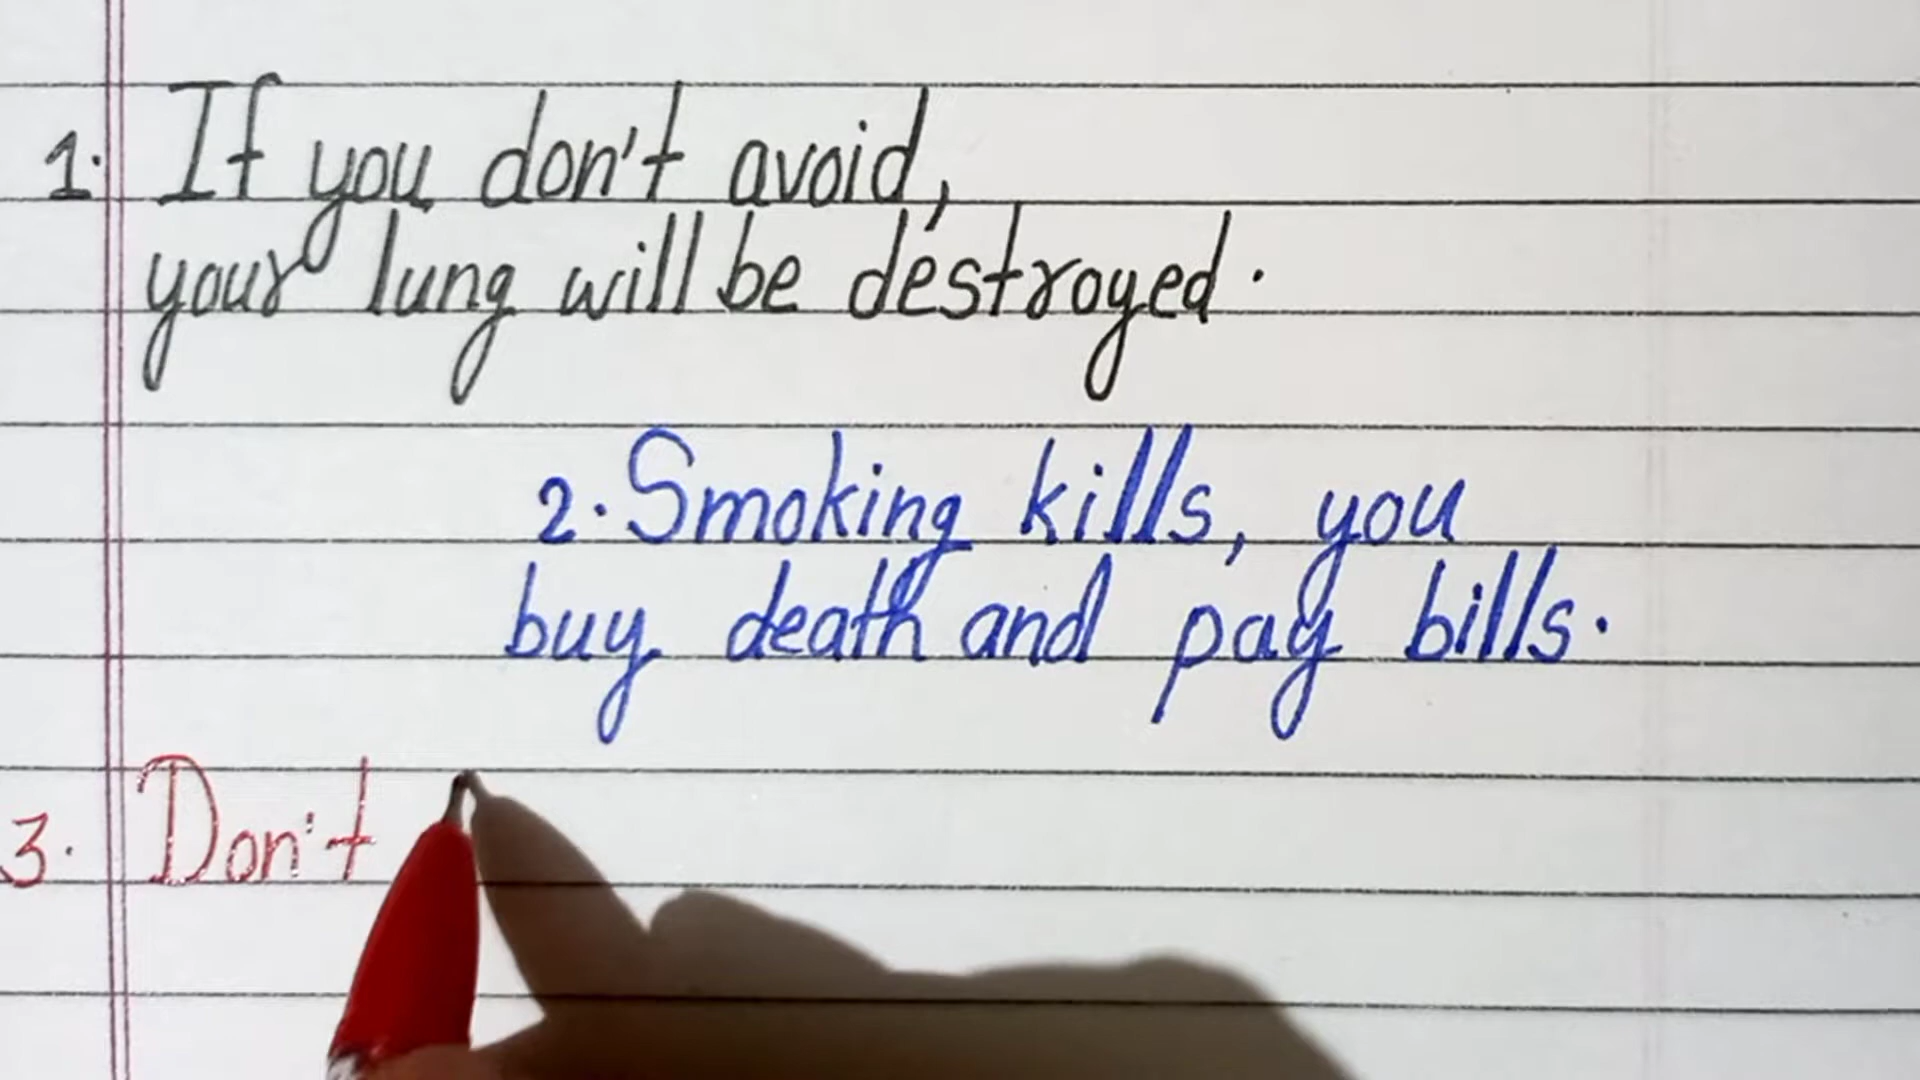 1. If you don't avoid,
your lung will be destroyed.
2. Smoking kills, you
buy death and pay bills.
3. Don't